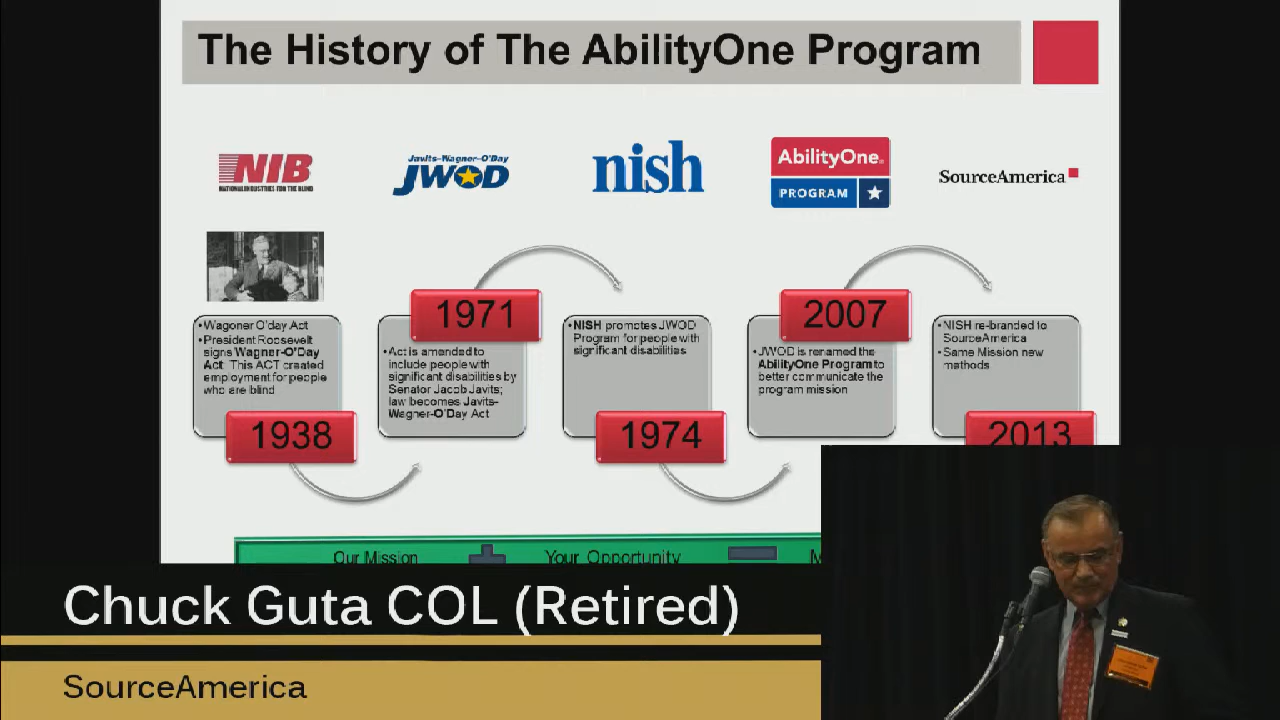 The History of The AbilityOne Program
NIB
NATIONAL INDUSTRIES FOR THE BLIND
Javits-Wagner-O'Day
JWOD
nish
AbilityOne
PROGRAM
SourceAmerica
•Wagoner O'day Act
•President Roosevelt
signs Wagner-O'Day
Act. This ACT created
employment for people
who are blind
1938
1971
•Act is amended to
include people with
significant disabilities by
Senator Jacob Javits;
law becomes Javits-
Wagner-O'Day Act
•NISH promotes JWOD
Program for people with
significant disabilities
1974
2007
•JWOD is renamed the
AbilityOne Program to
better communicate the
program mission
•NISH re-branded to
SourceAmerica
•Same Mission new
methods
2013
Our Mission
Your Opportunity
Chuck Guta COL (Retired)
SourceAmerica